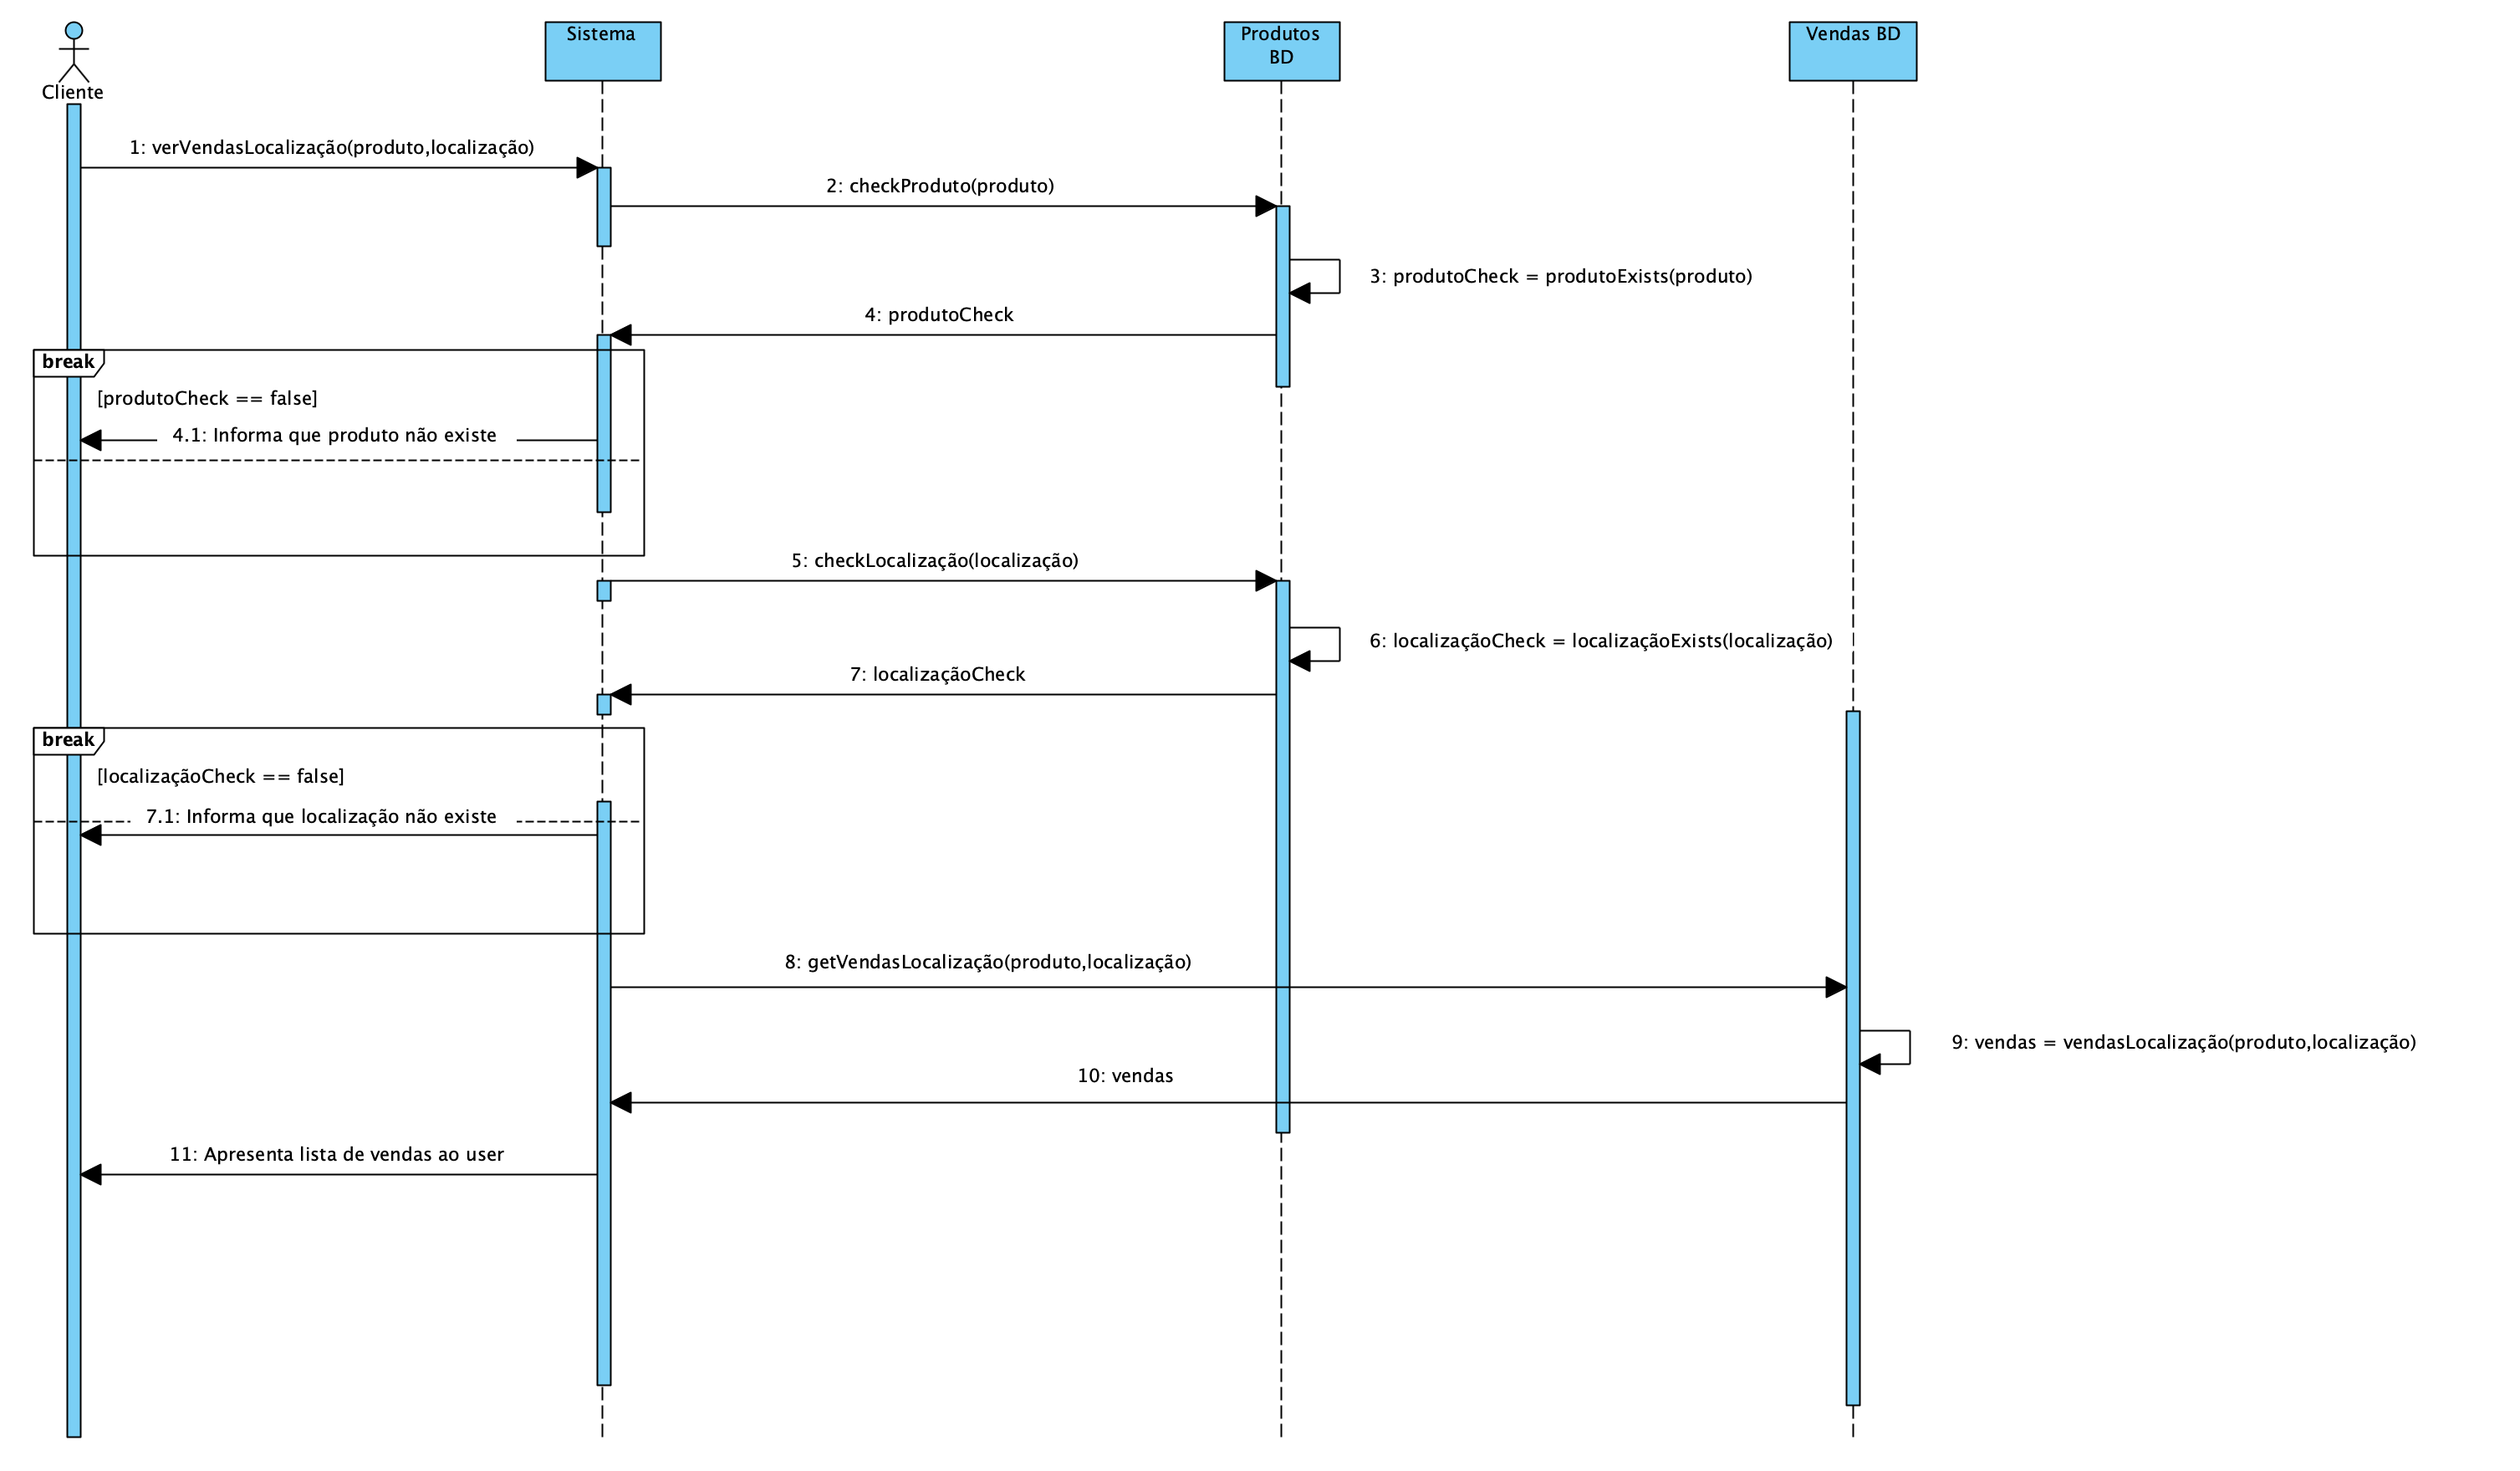 Cliente
Sistema
Produtos
BD
Vendas BD
1: verVendasLocalização(produto,localização)
2: checkProduto(produto)
3: produtoCheck = produtoExists(produto)
4: produtoCheck
break
[produtoCheck == false]
4.1: Informa que produto não existe
5: checkLocalização(localização)
6: localizaçãoCheck = localizaçãoExists(localização)
7: localizaçãoCheck
break
[localizaçãoCheck == false]
7.1: Informa que localização não existe
8: getVendasLocalização(produto,localização)
9: vendas = vendasLocalização(produto,localização)
10: vendas
11: Apresenta lista de vendas ao user